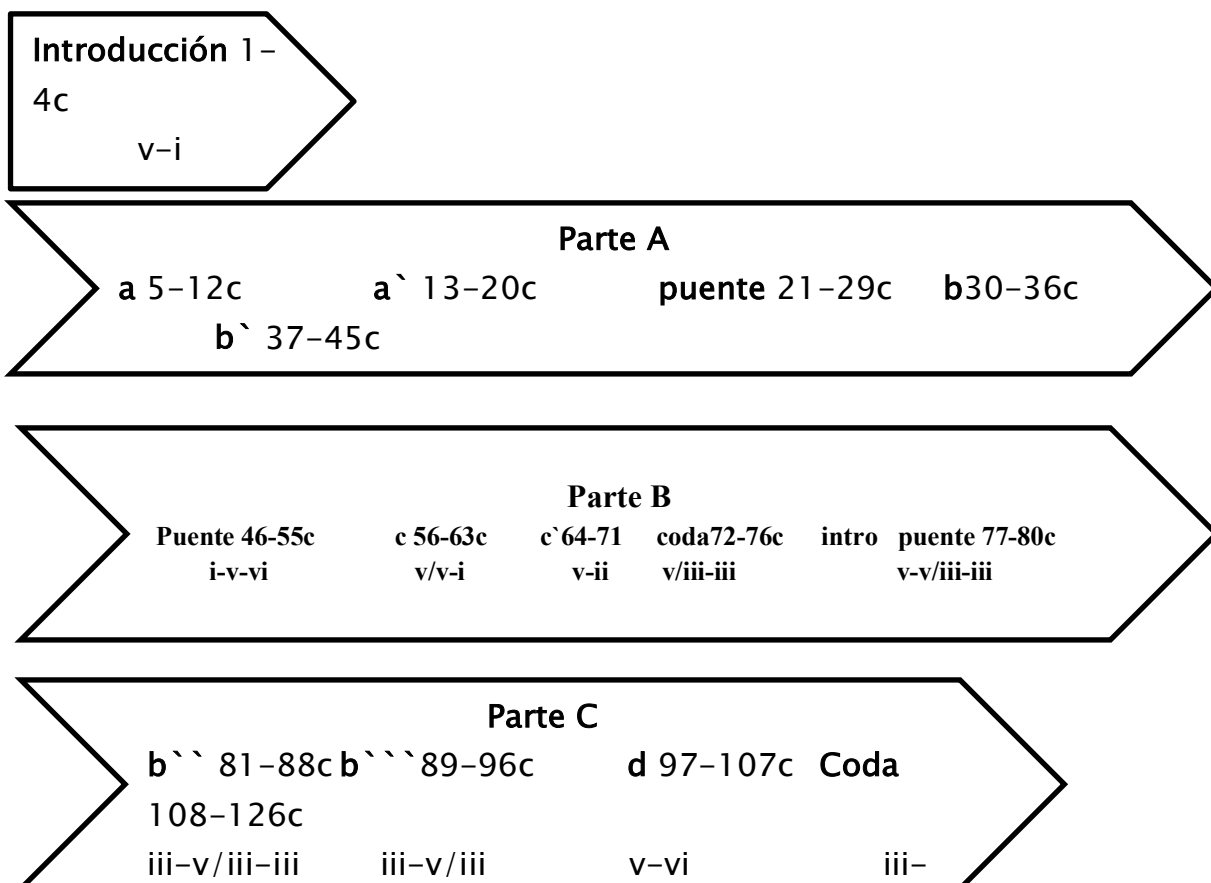 Introducción 1–
4c
v–i
Parte A
a 5–12c a` 13–20c puente 21–29c b30–36c
b` 37–45c
Parte B
Puente 46-55c c 56-63c c`64-71 coda72-76c intro puente 77-80c
i-v-vi v/v-i v-ii v/iii-iii v-v/iii-iii
Parte C
b`` 81–88c b```89–96c d 97–107c Coda
108–126c
iii–v/iii–iii iii–v/iii v–vi iii–